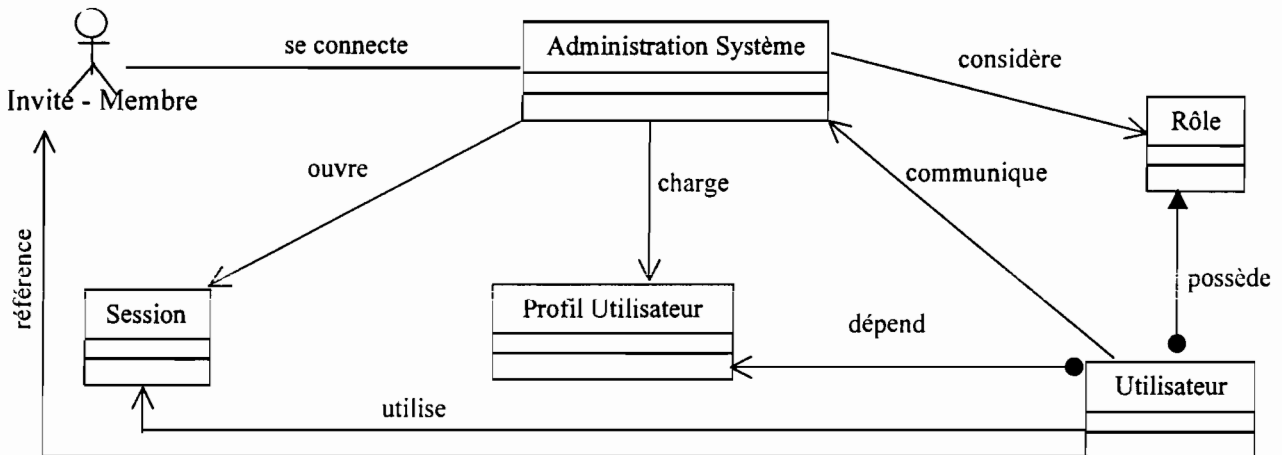 se connecte
Administration Système
considère
Invité - Membre
Rôle
ouvre
charge
communique
référence
possède
Session
Profil Utilisateur
dépend
Utilisateur
utilise